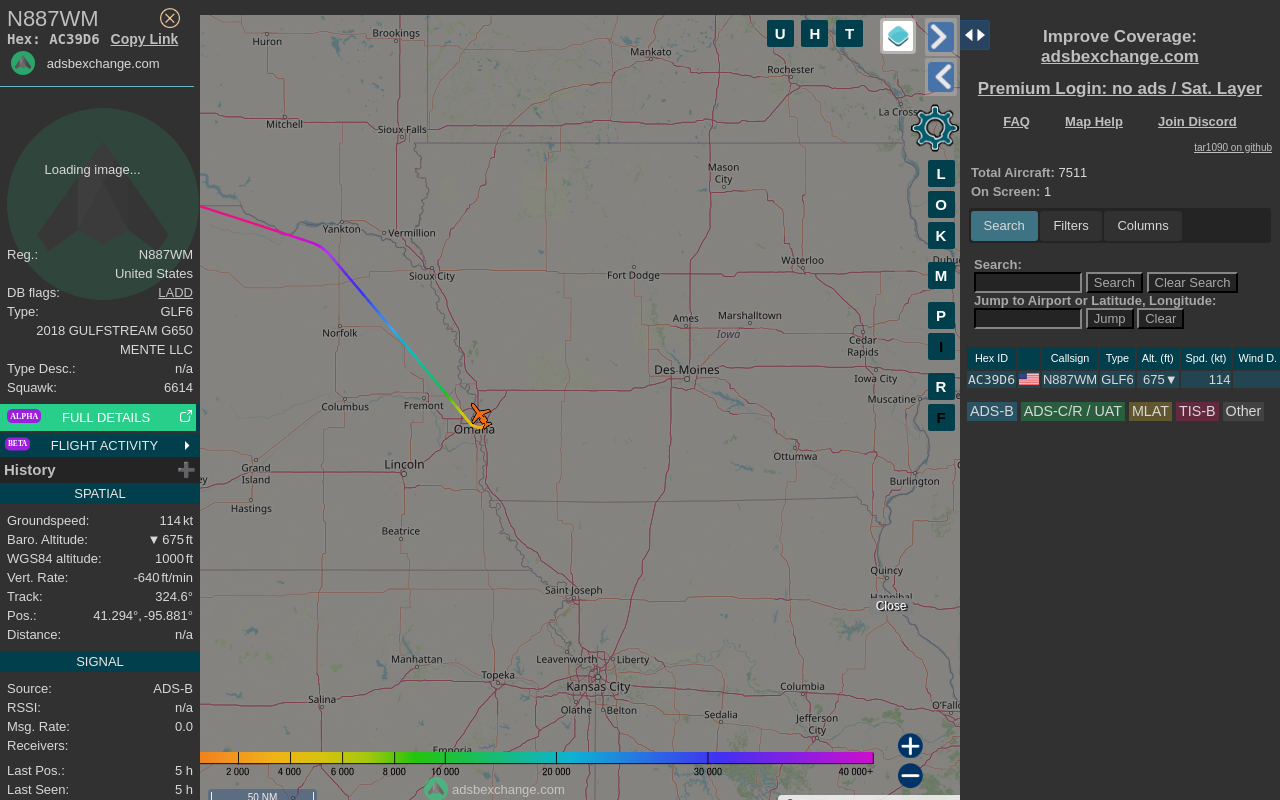 N887WM
Hex: AC39D6 Copy Link
adsbexchange.com
Loading image...
Reg.: N887WM
United States
DB flags: LADD
Type: GLF6
2018 GULFSTREAM G650
MENTE LLC
Type Desc.: n/a
Squawk: 6614
ALPHA FULL DETAILS
BETA FLIGHT ACTIVITY
History
SPATIAL
Groundspeed: 114 kt
Baro. Altitude: ▼ 675 ft
WGS84 altitude: 1000 ft
Vert. Rate: -640 ft/min
Track: 324.6°
Pos.: 41.294°, -95.881°
Distance: n/a
SIGNAL
Source: ADS-B
RSSI: n/a
Msg. Rate: 0.0
Receivers:
Last Pos.: 5 h
Last Seen: 5 h
Huron
Brookings
Mankato
Rochester
La Crosse
Mitchell
Sioux Falls
Mason
City
Yankton
Vermillion
Sioux City
Fort Dodge
Waterloo
Dubu
Norfolk
Ames
Marshalltown
Iowa
Cedar
Rapids
Des Moines
Iowa City
Columbus
Fremont
Omaha
Muscatine
Lincoln
Grand
Island
Ottumwa
Burlington
Hastings
Beatrice
Quincy
Saint Joseph
Hannibal
Close
Manhattan
Leavenworth
Liberty
Topeka
Kansas City
Salina
Columbia
Olathe
Belton
Sedalia
Jefferson
City
O'Fallo
Emporia
2 000 4 000 6 000 8 000 10 000 20 000 30 000 40 000+
adsbexchange.com
50 NM
U H T
L
O
K
M
P
I
R
F
Improve Coverage:
adsbexchange.com
Premium Login: no ads / Sat. Layer
FAQ Map Help Join Discord
tar1090 on github
Total Aircraft: 7511
On Screen: 1
Search Filters Columns
Search:
Search Clear Search
Jump to Airport or Latitude, Longitude:
Jump Clear
Hex ID Callsign Type Alt. (ft) Spd. (kt) Wind D.
AC39D6 N887WM GLF6 675▼ 114
ADS-B ADS-C/R / UAT MLAT TIS-B Other